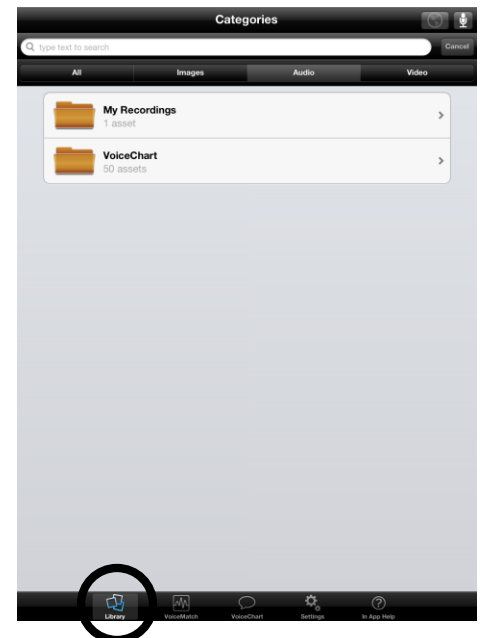 Categories
type text to search
Cancel
All Images Audio Video
My Recordings
1 asset
VoiceChart
50 assets
Library VoiceMatch VoiceChart Settings In App Help